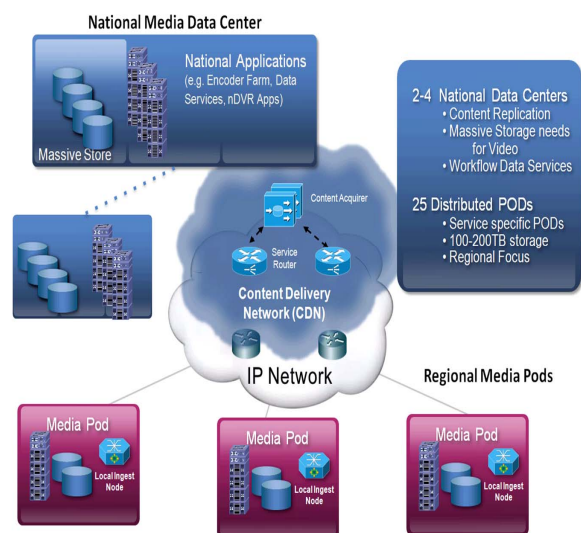 National Media Data Center
National Applications
(e.g. Encoder Farm, Data
Services, nDVR Apps)
Massive Store
2-4 National Data Centers
• Content Replication
• Massive Storage needs
for Video
• Workflow Data Services
25 Distributed PODs
• Service specific PODs
• 100-200TB storage
• Regional Focus
Content Acquirer
Service
Router
Content Delivery
Network (CDN)
IP Network
Regional Media Pods
Media Pod
Local Ingest
Node
Media Pod
Local Ingest
Node
Media Pod
Local Ingest
Node